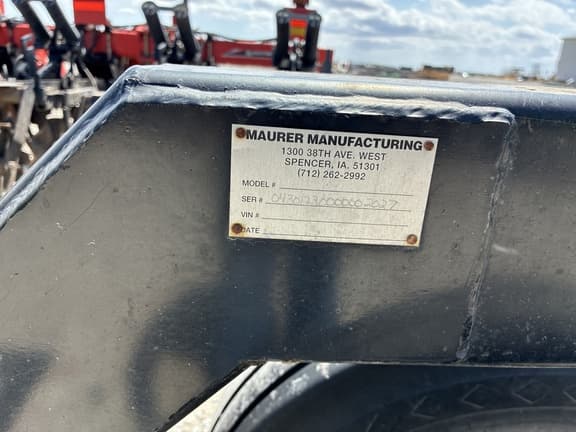 MAURER MANUFACTURING
1300 38TH AVE. WEST
SPENCER, IA. 51301
(712) 262-2992
MODEL #
SER #
VIN #
DATE